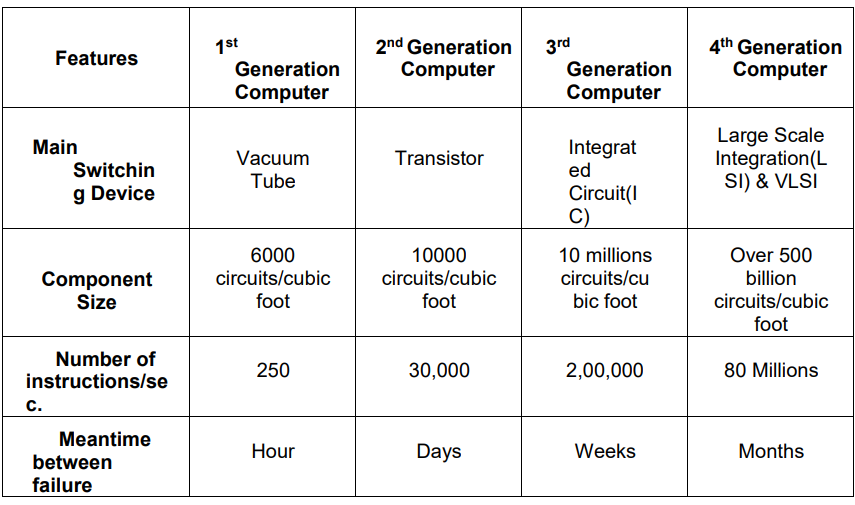 Features
1st
Generation
Computer
2nd Generation
Computer
3rd
Generation
Computer
4th Generation
Computer
Main
Switchin
g Device
Vacuum
Tube
Transistor
Integrat
ed
Circuit(I
C)
Large Scale
Integration(L
SI) & VLSI
Component
Size
6000
circuits/cubic
foot
10000
circuits/cubic
foot
10 millions
circuits/cu
bic foot
Over 500
billion
circuits/cubic
foot
Number of
instructions/se
c.
250
30,000
2,00,000
80 Millions
Meantime
between
failure
Hour
Days
Weeks
Months